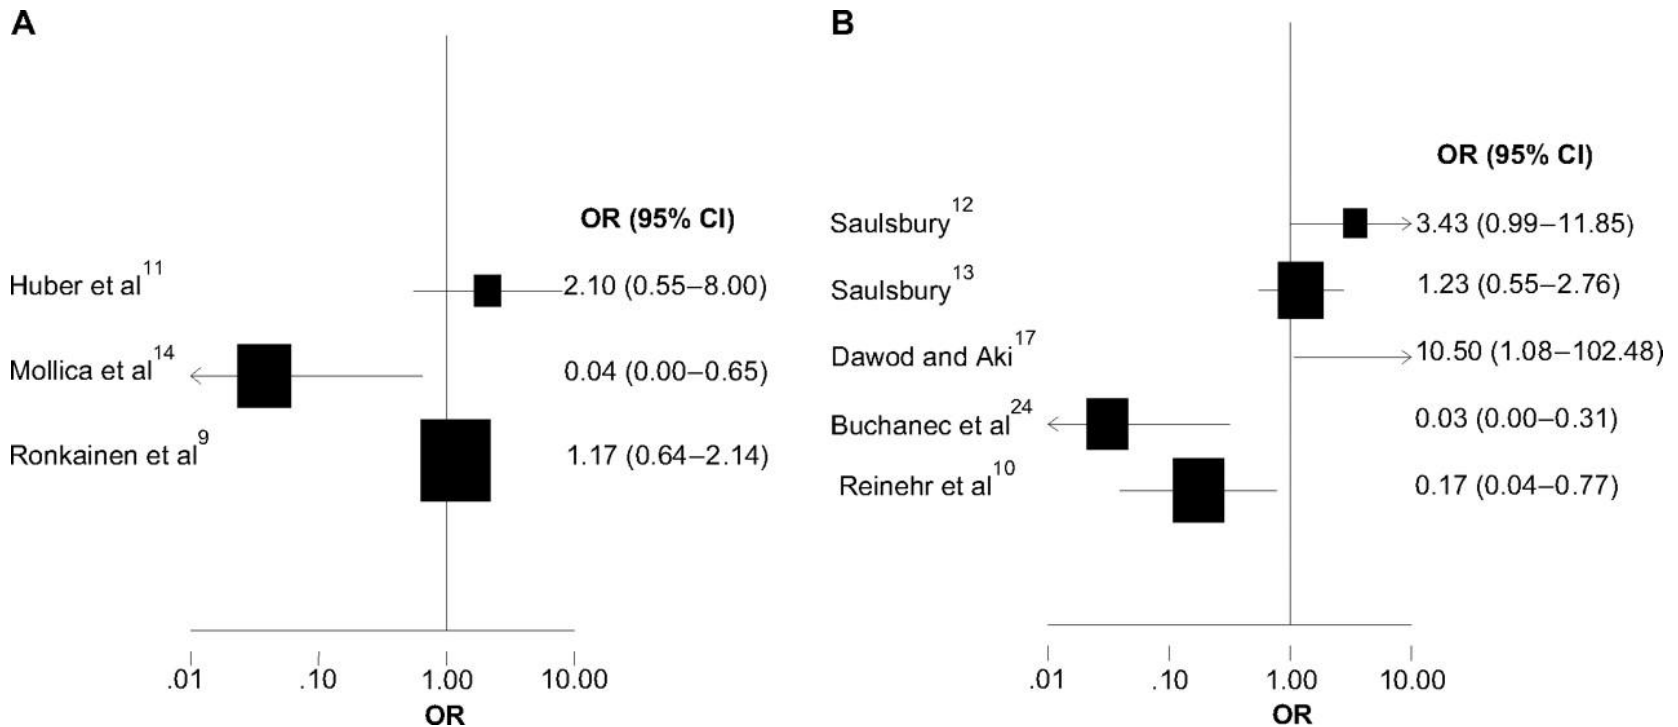 A
OR (95% CI)
Huber et al11 2.10 (0.55–8.00)
Mollica et al14 0.04 (0.00–0.65)
Ronkainen et al9 1.17 (0.64–2.14)
.01 .10 1.00 10.00
OR
B
OR (95% CI)
Saulsbury12 3.43 (0.99–11.85)
Saulsbury13 1.23 (0.55–2.76)
Dawod and Aki17 10.50 (1.08–102.48)
Buchanec et al24 0.03 (0.00–0.31)
Reinehr et al10 0.17 (0.04–0.77)
.01 .10 1.00 10.00
OR